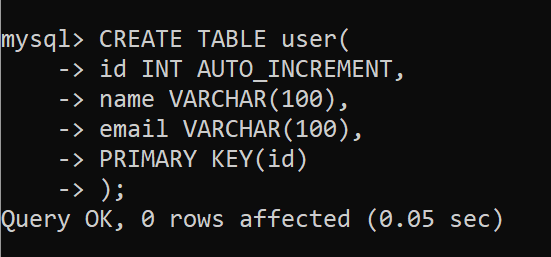 mysql> CREATE TABLE user(
    -> id INT AUTO_INCREMENT,
    -> name VARCHAR(100),
    -> email VARCHAR(100),
    -> PRIMARY KEY(id)
    -> );
Query OK, 0 rows affected (0.05 sec)